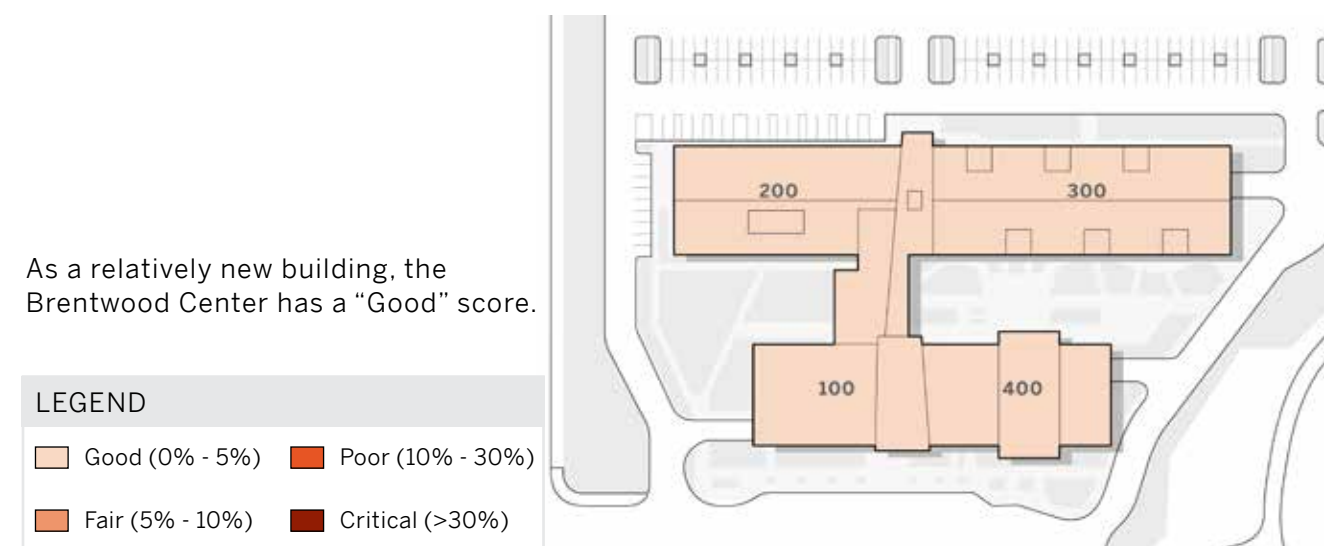 As a relatively new building, the
Brentwood Center has a “Good” score.
LEGEND
Good (0% - 5%)
Poor (10% - 30%)
Fair (5% - 10%)
Critical (>30%)
200
300
100
400